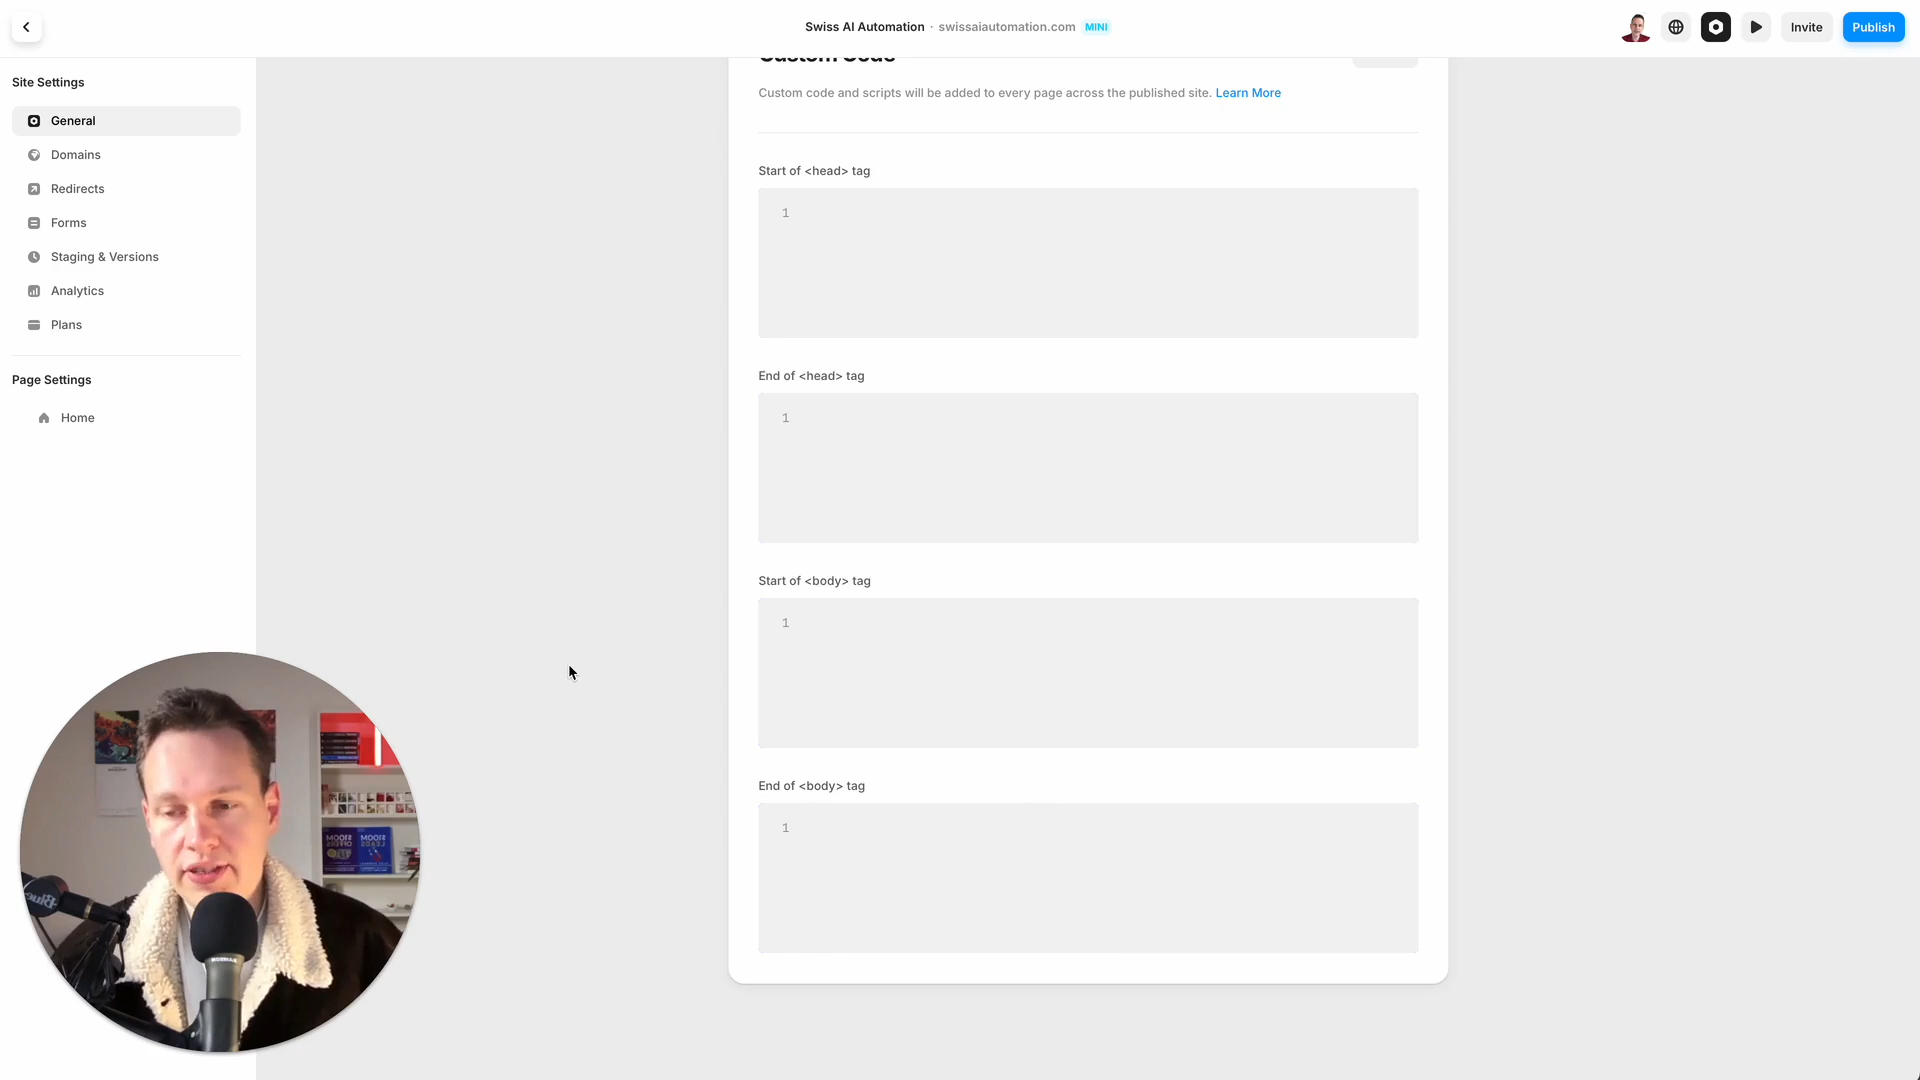 Swiss AI Automation · swissaiautomation.com MINI
Invite
Publish
Site Settings
General
Domains
Redirects
Forms
Staging & Versions
Analytics
Plans
Page Settings
Home
Custom Code
Custom code and scripts will be added to every page across the published site. Learn More
Start of <head> tag
1
End of <head> tag
1
Start of <body> tag
1
End of <body> tag
1